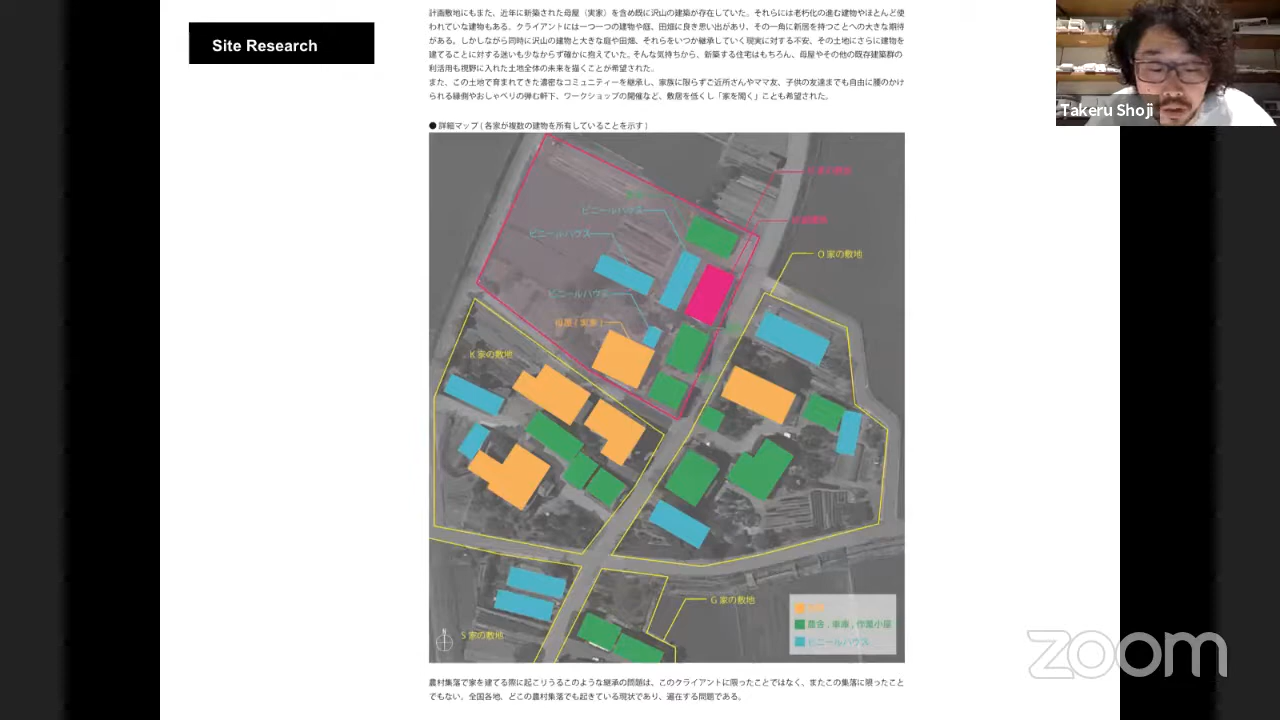 Site Research
Takeru Shoji
計画敷地にもまた、近年に新築された母屋（実家）を含め既に沢山の建築が存在していた。それらには老朽化の進む建物やほとんど使
われていな建物もある。クライアントには一つ一つの建物や庭、田畑に良き思い出があり、その一角に新居を持つことへの大きな期待
がある。しかしながら同時に沢山の建物と大きな庭や田畑、それらをいつか継承していく現実に対する不安、その土地にさらに建物を
建てることに対する迷いも少なからず確かに抱えていた。そんな気持ちから、新築する住宅はもちろん、母屋やその他の既存建築群の
利活用も視野に入れた土地全体の未来を描くことが希望された。
また、この土地で育まれてきた濃密なコミュニティーを継承し、家族に限らずご近所さんやママ友、子供の友達までも自由に腰のかけ
られる縁側やおしゃべりの弾む軒下、ワークショップの開催など、敷居を低くし「家を開く」ことも希望された。
● 詳細マップ ( 各家が複数の建物を所有していることを示す )
ビニールハウス
ビニールハウス
O 家の敷地
ビニールハウス
母屋 ( 実家 )
K 家の敷地
G 家の敷地
農舎 , 車庫 , 作業小屋
S 家の敷地
ビニールハウス
zoom
農村集落で家を建てる際に起こりうるこのような継承の問題は、このクライアントに限ったことではなく、またこの集落に限ったこと
でもない。全国各地、どこの農村集落でも起きている現状であり、遍在する問題である。